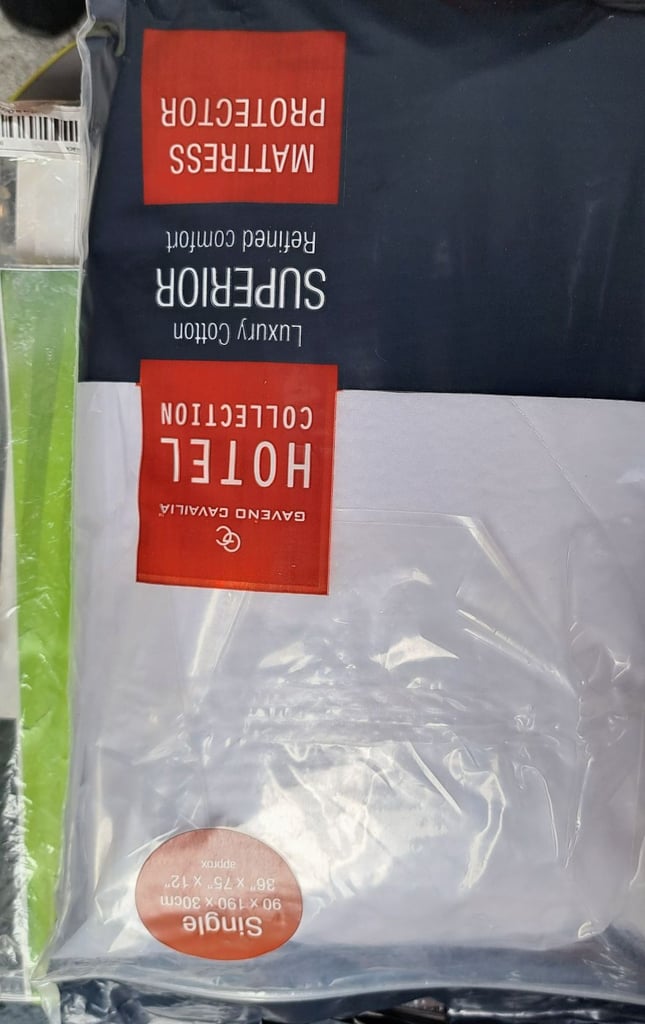 Single
90 x 190 x 30cm
36" x 75" x 12"
approx
GC
GAVENO CAVAILIA
HOTEL
COLLECTION
Luxury Cotton
SUPERIOR
Refined comfort
MATTRESS
PROTECTOR